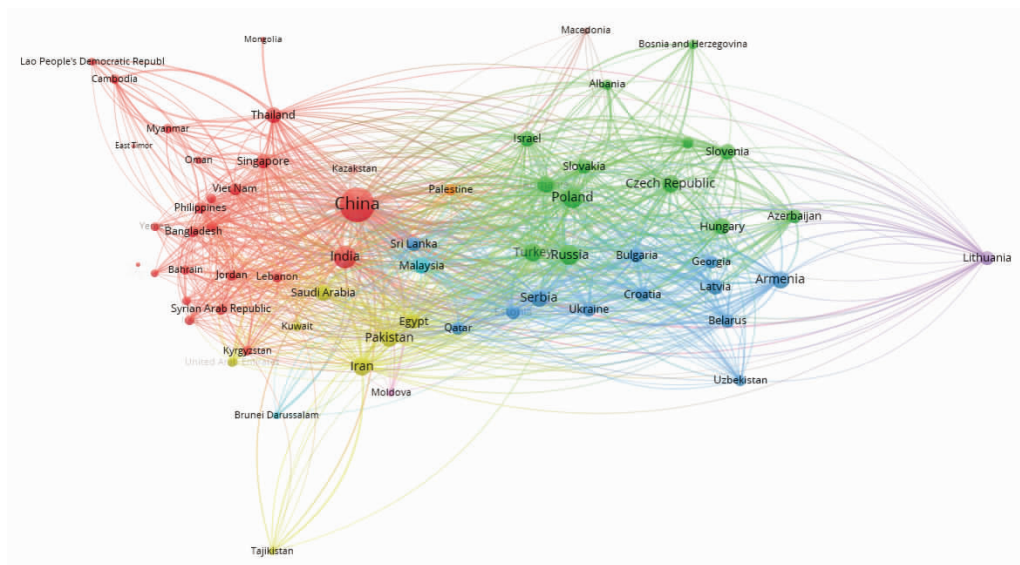 Macedonia
Mongolia
Bosnia and Herzegovina
Lao People's Democratic Republ
Cambodia
Albania
Thailand
Myanmar
Israel
East Timor
Slovenia
Oman
Singapore
Kazakstan
Slovakia
Viet Nam
Palestine
Czech Republic
Poland
China
Philippines
Azerbaijan
Ye
Bangladesh
Hungary
Sri Lanka
Turkey
Russia
Bulgaria
India
Lithuania
Georgia
Malaysia
Bahrain
Jordan
Lebanon
Armenia
Latvia
Saudi Arabia
Croatia
Serbia
Syrian Arab Republic
Ukraine
Egypt
Belarus
Kuwait
Qatar
Pakistan
Kyrgyzstan
United Arab
Iran
Uzbekistan
Moldova
Brunei Darussalam
Tajikistan